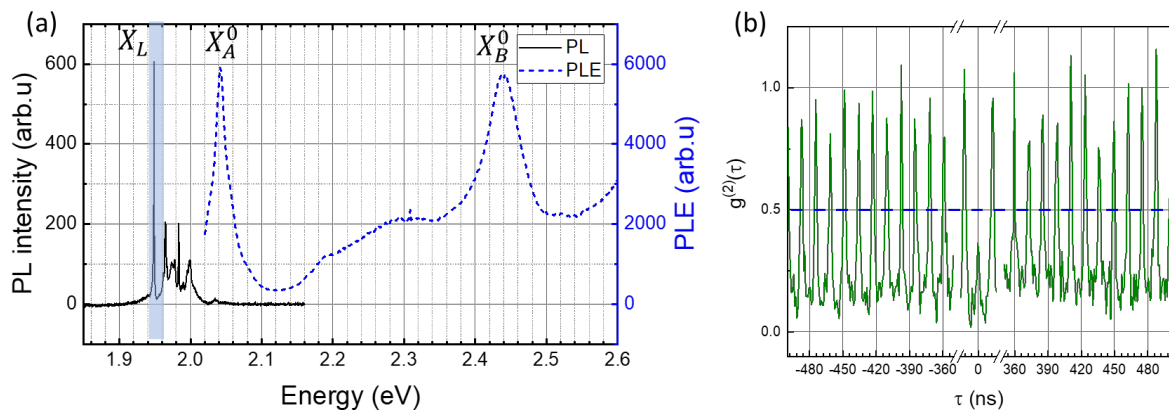 (a)
X_L
X_A^0
X_B^0
PL
PLE
600
400
200
0
PL intensity (arb.u)
6000
4000
2000
0
PLE (arb.u)
1.9 2.0 2.1 2.2 2.3 2.4 2.5 2.6
Energy (eV)
(b)
1.0
0.5
0.0
g^(2)(τ)
-480 -450 -420 -390 -360 0 360 390 420 450 480
τ (ns)